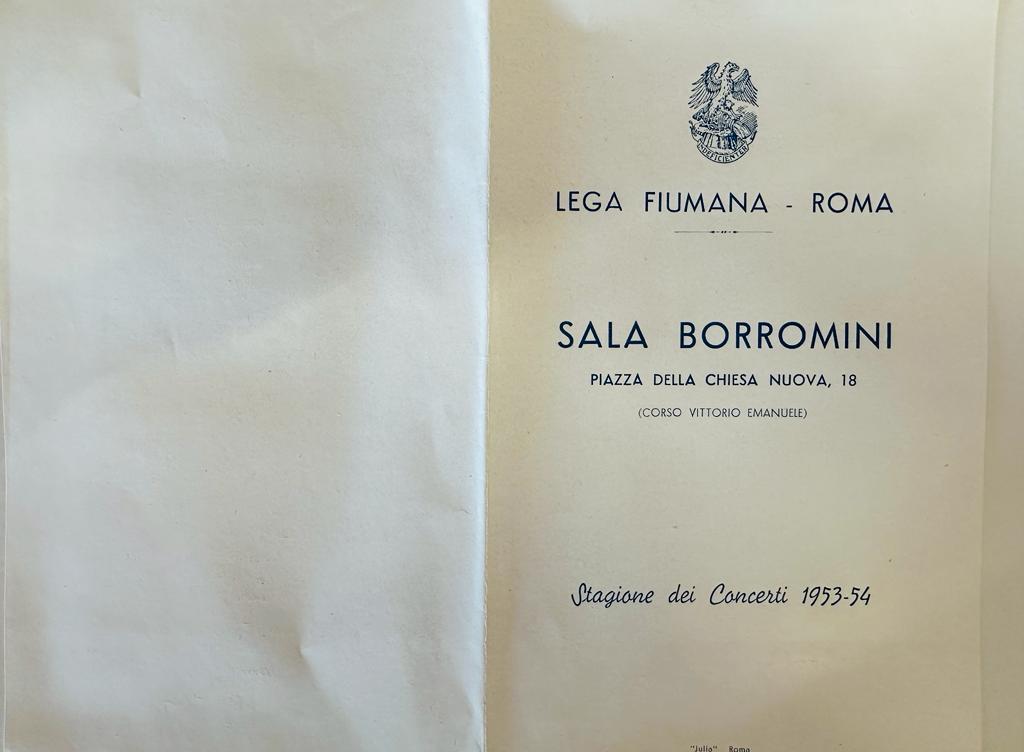 INDEFICIENTER
LEGA FIUMANA - ROMA
SALA BORROMINI
PIAZZA DELLA CHIESA NUOVA, 18
(CORSO VITTORIO EMANUELE)
Stagione dei Concerti 1953-54
"Julia" Roma